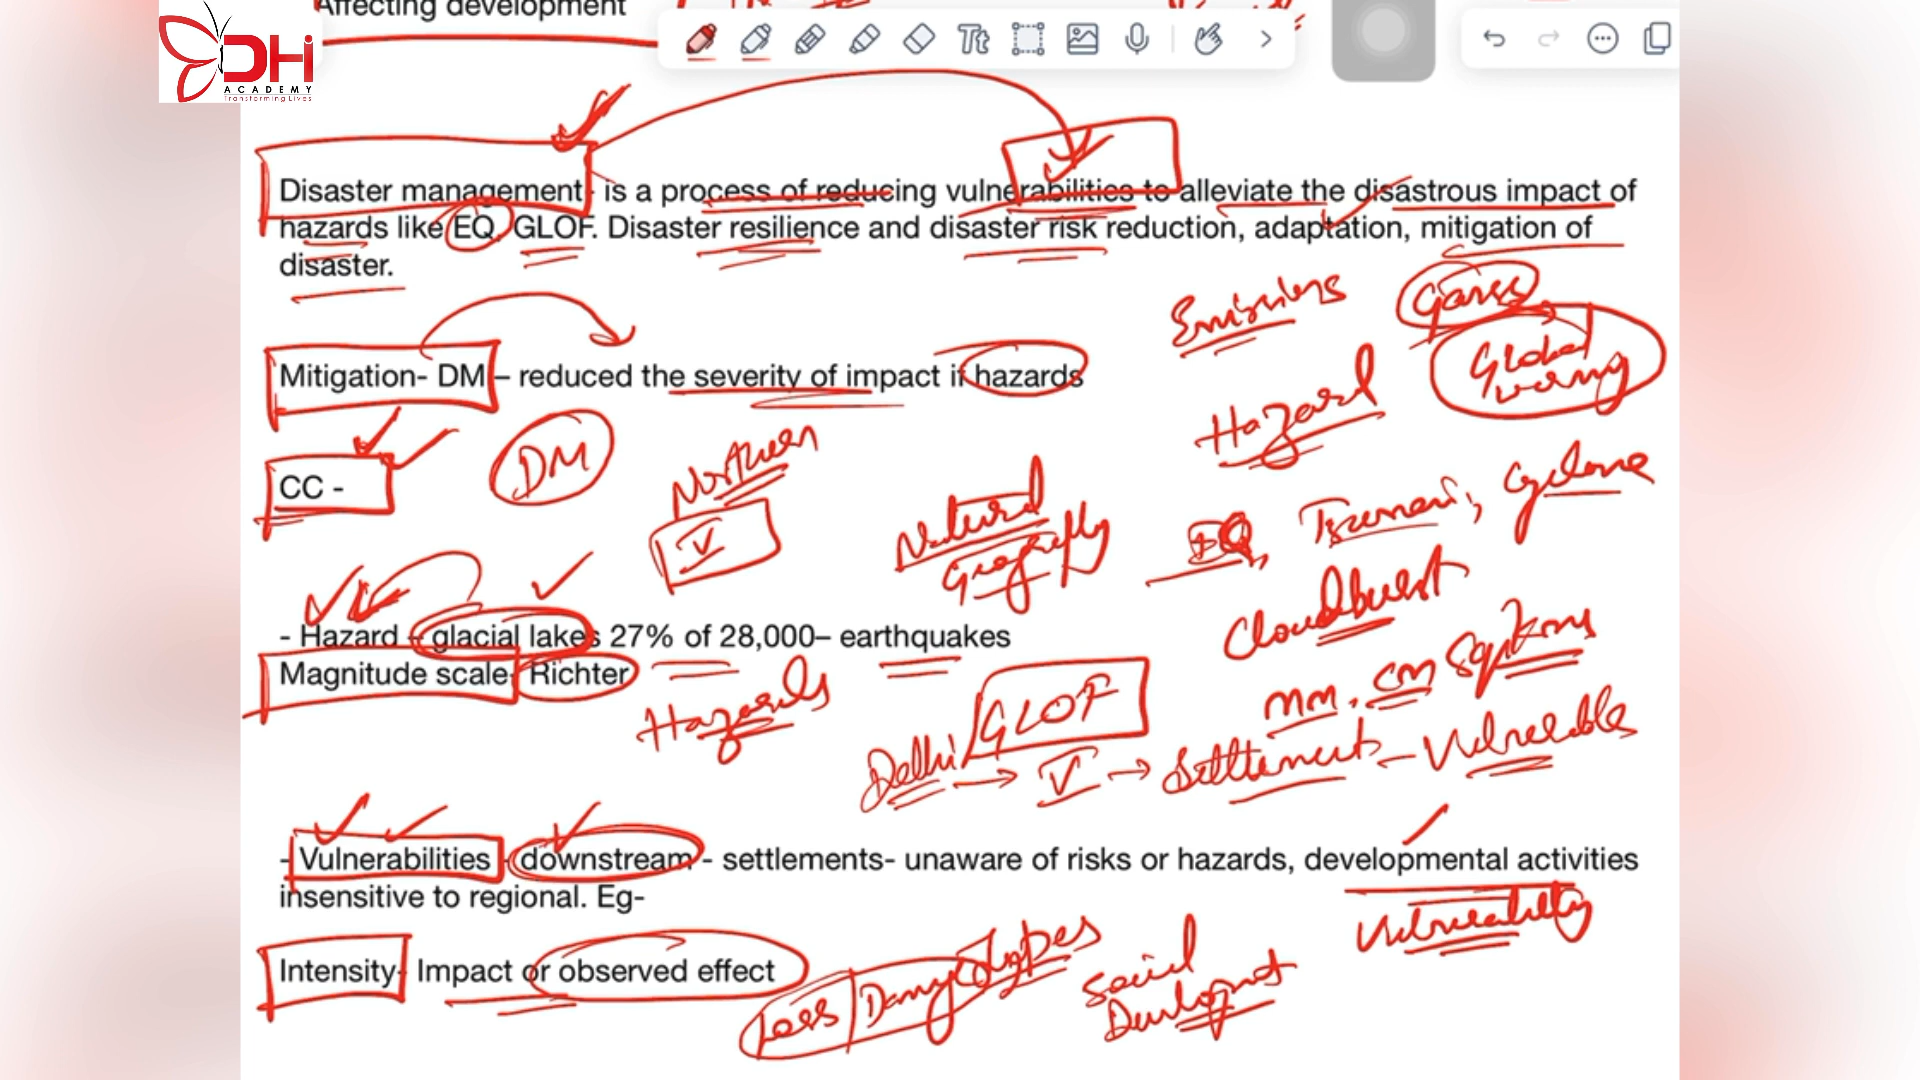 Affecting development
DHI
ACADEMY
Transforming Lives
Tt
Disaster management- is a process of reducing vulnerabilities to alleviate the disastrous impact of
hazards like EQ, GLOF. Disaster resilience and disaster risk reduction, adaptation, mitigation of
disaster.
Emissions
Gases
Global
Mitigation- DM – reduced the severity of impact if hazards
Hazard
CC -
DM
Northern
V
Natural
Geography
EQ,
Tsunami,
Cyclone
Cloudburst
- Hazard – glacial lakes 27% of 28,000– earthquakes
Magnitude scale- Richter
Hazards
GLOF
mm, cm Sq kms
Delhi → V → Settlement – Vulnerable
- Vulnerabilities - downstream - settlements- unaware of risks or hazards, developmental activities
insensitive to regional. Eg-
Vulnerability
Intensity- Impact or observed effect
Loss
Types
Social